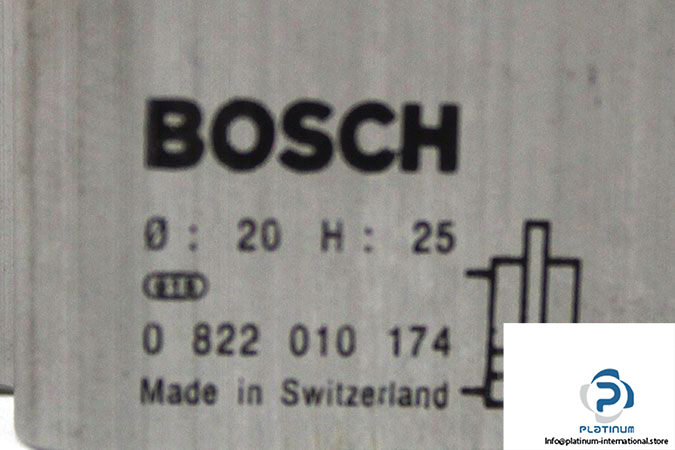 BOSCH
Ø : 20 H : 25
0 822 010 174
Made in Switzerland
PLATINUM
Info@platinum-international.store